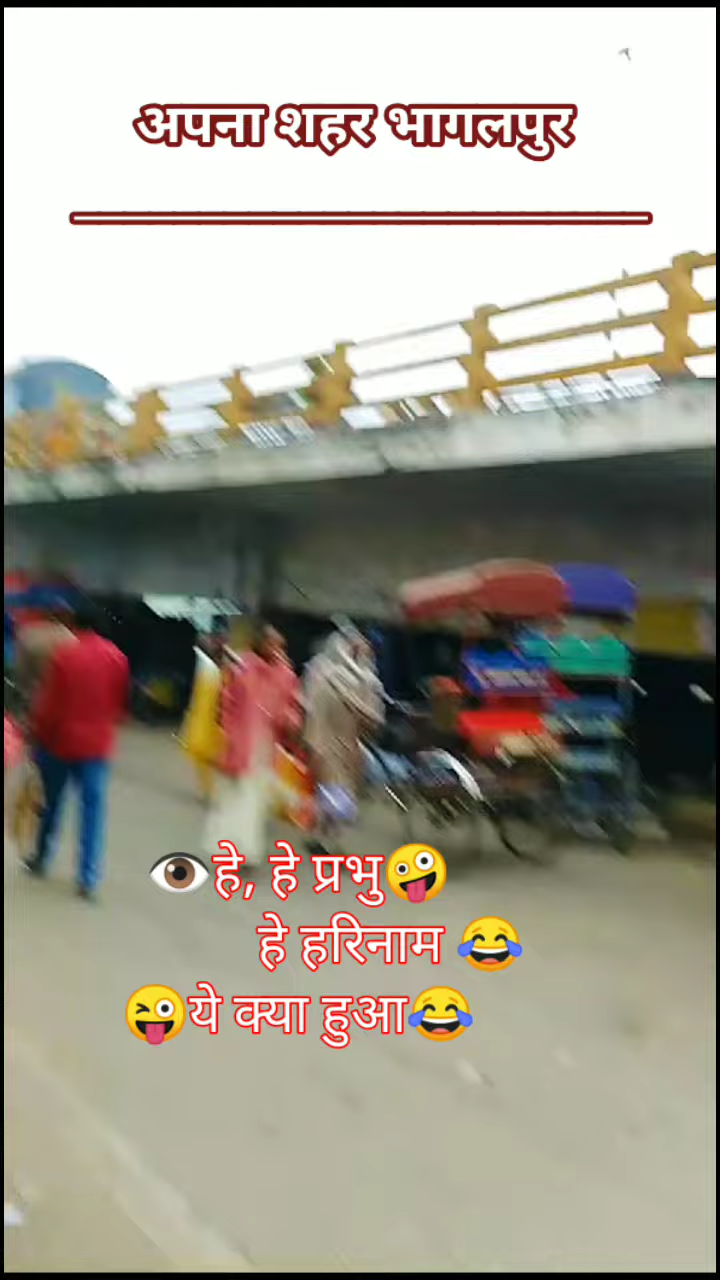 अपना शहर भागलपुर
👁️हे, हे प्रभु🤪
हे हरिनाम 😂
😜ये क्या हुआ😂